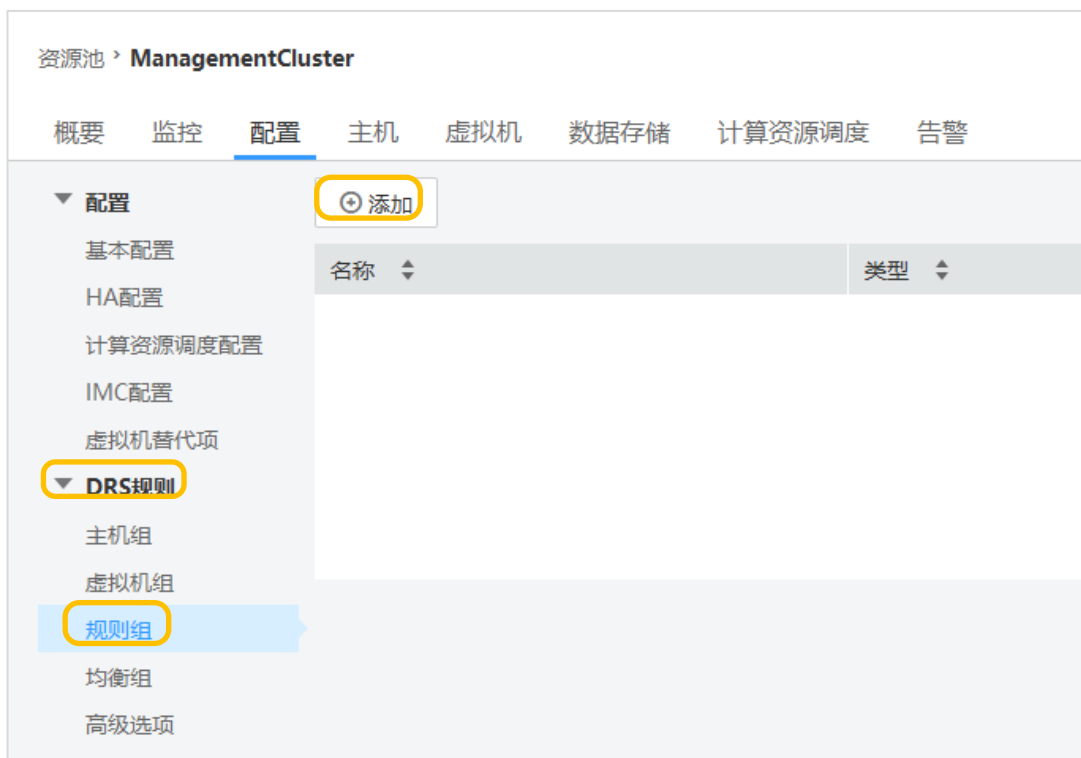 资源池 > ManagementCluster
概要 监控 配置 主机 虚拟机 数据存储 计算资源调度 告警
配置
添加
基本配置
名称 类型
HA配置
计算资源调度配置
IMC配置
虚拟机替代项
DRS规则
主机组
虚拟机组
规则组
均衡组
高级选项